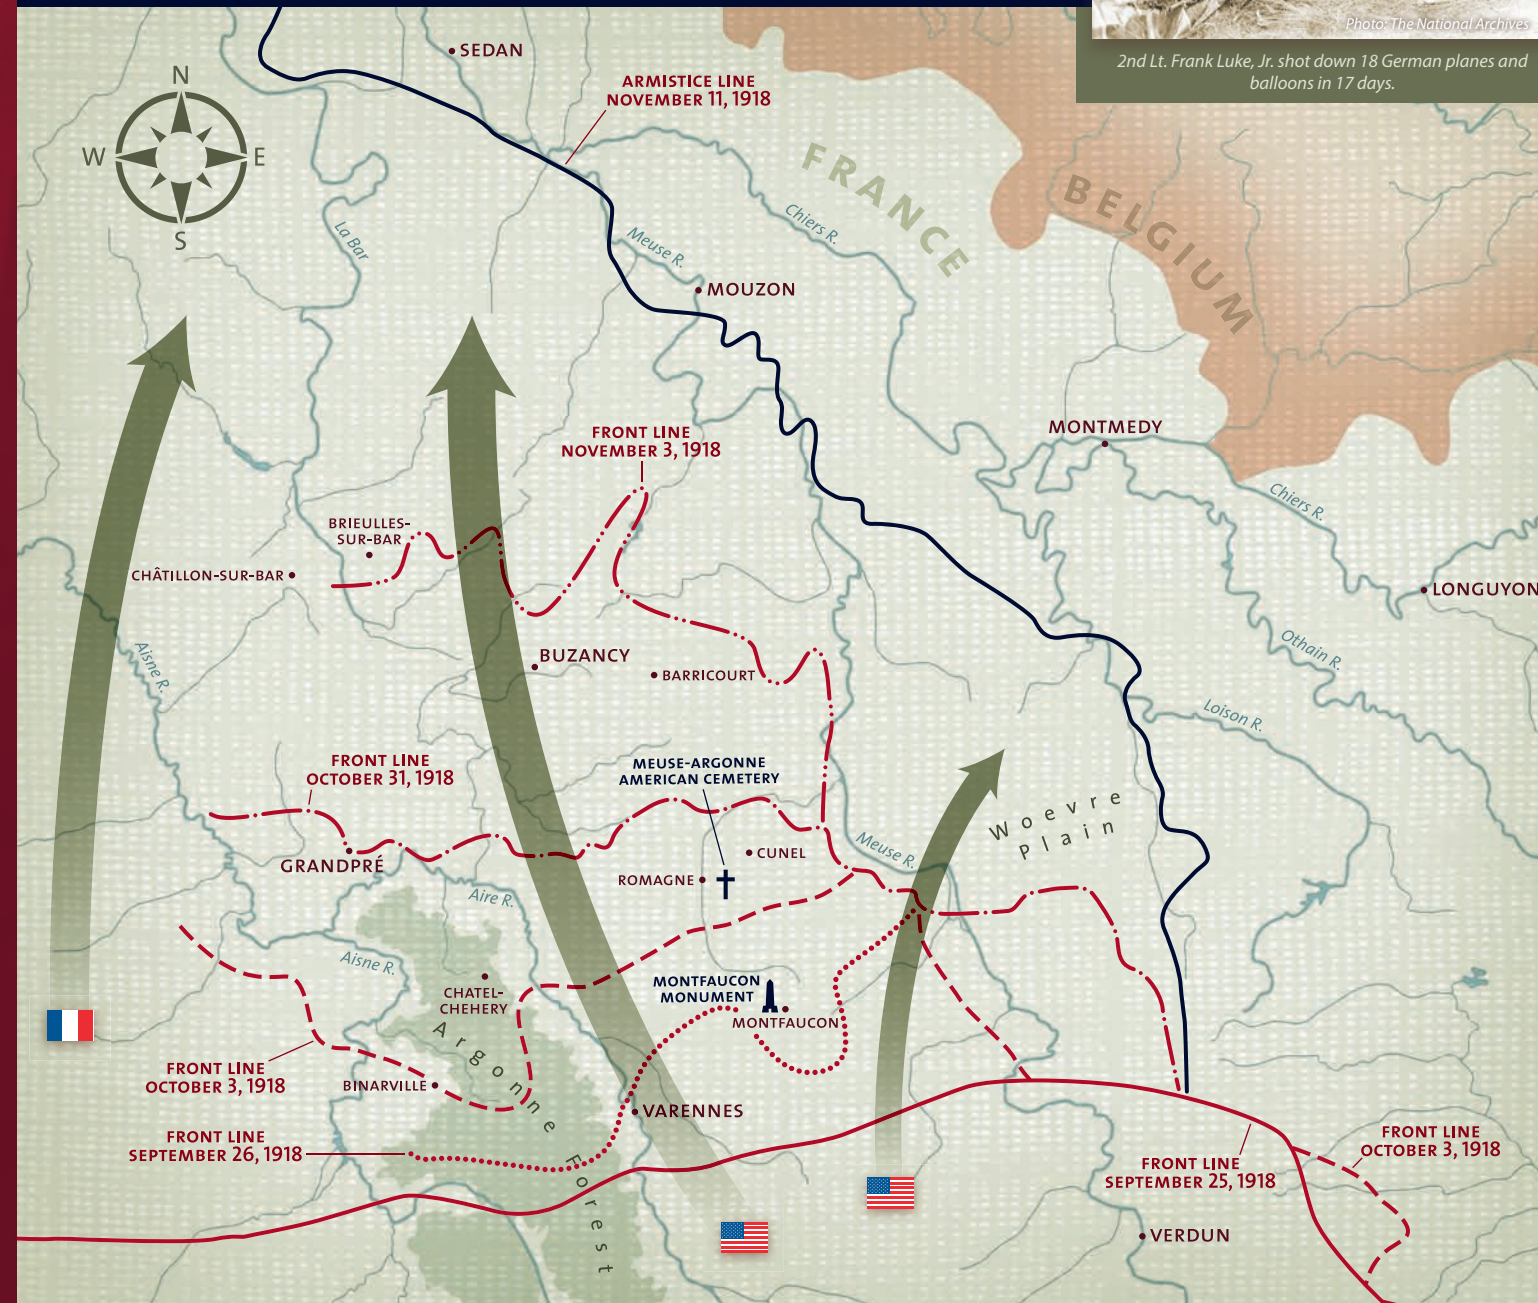 Photo: The National Archives
2nd Lt. Frank Luke, Jr. shot down 18 German planes and
balloons in 17 days.
SEDAN
ARMISTICE LINE
NOVEMBER 11, 1918
N
W
E
S
FRANCE
BELGIUM
La Bar
Chiers R.
Meuse R.
MOUZON
FRONT LINE
NOVEMBER 3, 1918
MONTMEDY
Chiers R.
BRIEULLES-
SUR-BAR
CHÂTILLON-SUR-BAR
LONGUYON
Aisne R.
Othain R.
BUZANCY
BARRICOURT
Loison R.
FRONT LINE
OCTOBER 31, 1918
MEUSE-ARGONNE
AMERICAN CEMETERY
Woevre
Plain
GRANDPRÉ
CUNEL
Meuse R.
ROMAGNE
Aire R.
Aisne R.
CHATEL-
CHEHERY
MONTFAUCON
MONUMENT
MONTFAUCON
Argonne Forest
FRONT LINE
OCTOBER 3, 1918
BINARVILLE
VARENNES
FRONT LINE
SEPTEMBER 26, 1918
FRONT LINE
SEPTEMBER 25, 1918
FRONT LINE
OCTOBER 3, 1918
VERDUN